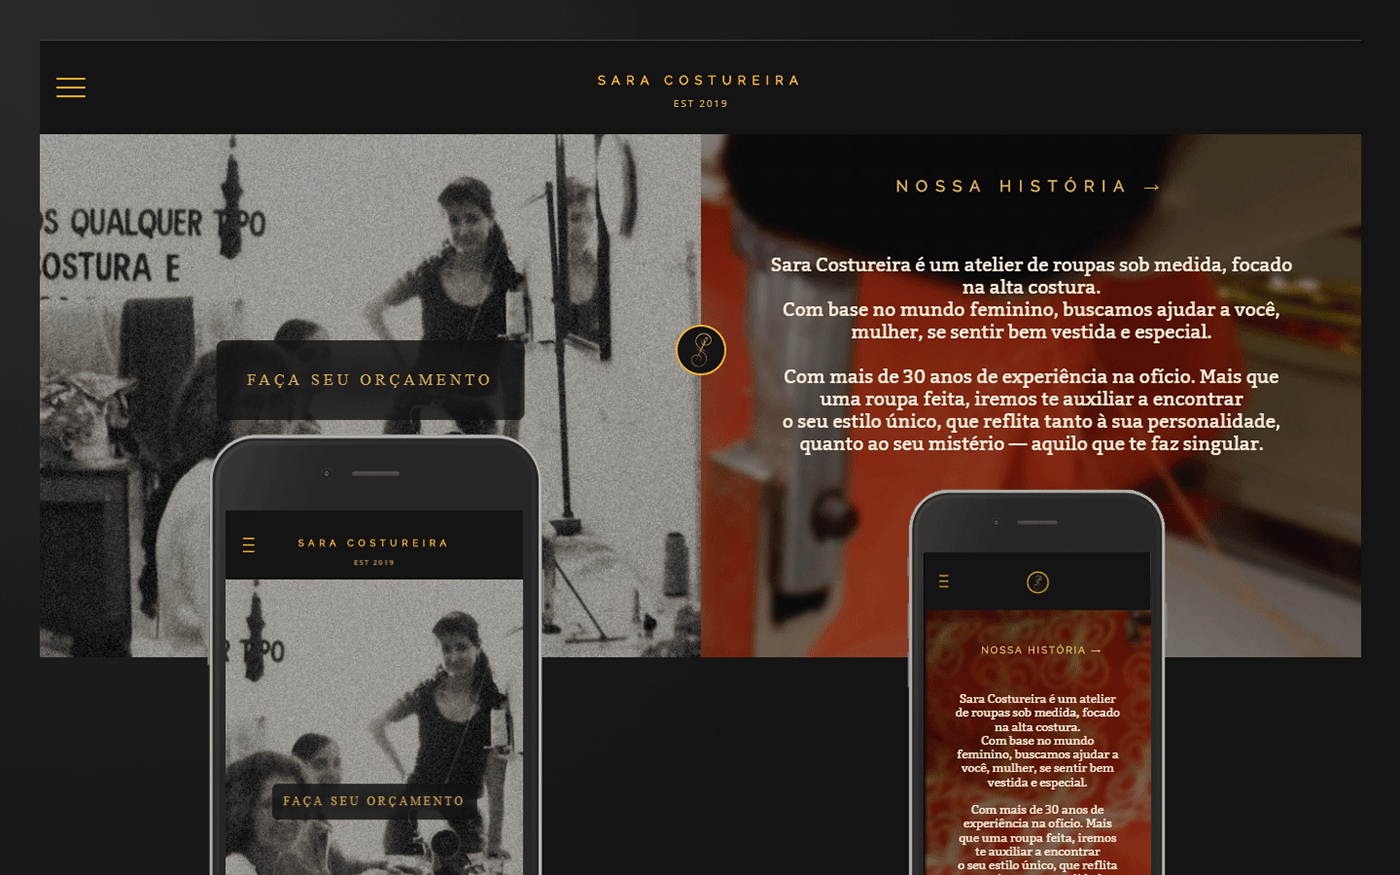 SARA COSTUREIRA
EST 2019
QUALQUER
E
FAÇA SEU ORÇAMENTO
NOSSA HISTÓRIA →
Sara Costureira é um atelier de roupas sob medida, focado
na alta costura.
Com base no mundo feminino, buscamos ajudar a você,
mulher, se sentir bem vestida e especial.
Com mais de 30 anos de experiência na ofício. Mais que
uma roupa feita, iremos te auxiliar a encontrar
o seu estilo único, que reflita tanto à sua personalidade,
quanto ao seu mistério — aquilo que te faz singular.
SARA COSTUREIRA
EST 2019
FAÇA SEU ORÇAMENTO
NOSSA HISTÓRIA →
Sara Costureira é um atelier
de roupas sob medida, focado
na alta costura.
Com base no mundo
feminino, buscamos ajudar a
você, mulher, se sentir bem
vestida e especial.
Com mais de 30 anos de
experiência na ofício. Mais
que uma roupa feita, iremos
te auxiliar a encontrar
o seu estilo único, que reflita